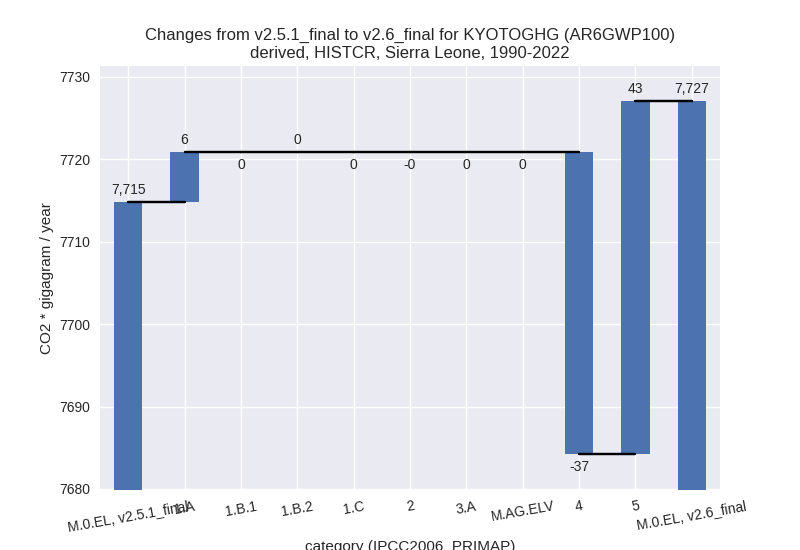 Changes from v2.5.1_final to v2.6_final for KYOTOGHG (AR6GWP100)
derived, HISTCR, Sierra Leone, 1990-2022
CO2 * gigagram / year
7730
7720
7710
7700
7690
7680
7,715
6
0
0
0
-0
0
0
-37
43
7,727
M.0.EL, v2.5.1_final
1.A
1.B.1
1.B.2
1.C
2
3.A
M.AG.ELV
4
5
M.0.EL, v2.6_final
category (IPCC2006_PRIMAP)